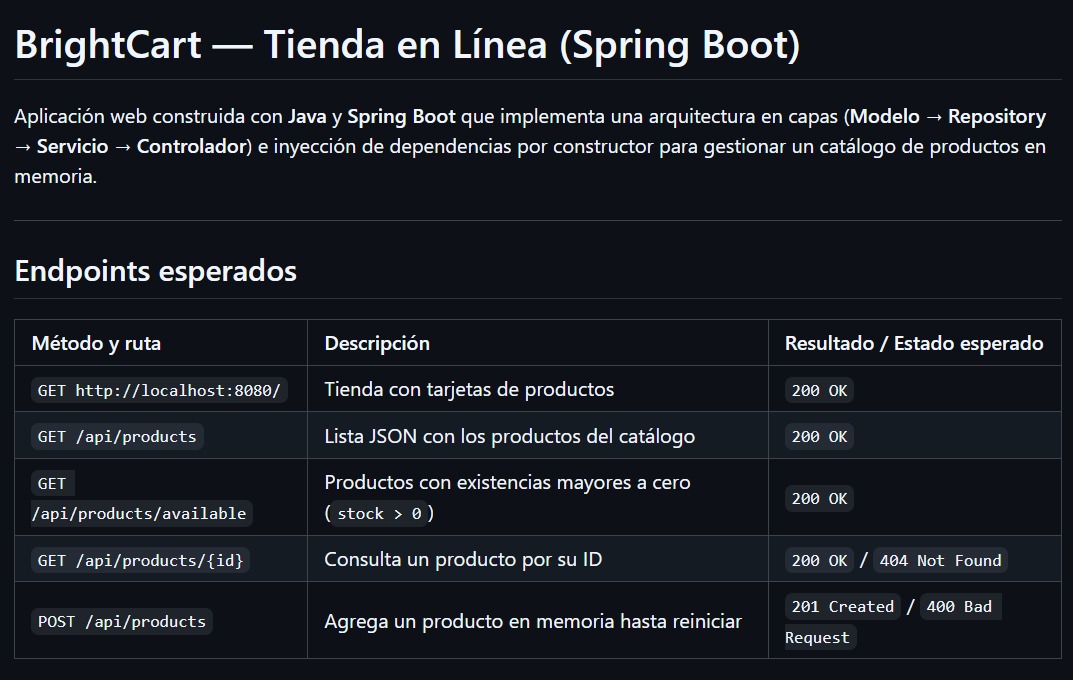 BrightCart — Tienda en Línea (Spring Boot)
Aplicación web construida con Java y Spring Boot que implementa una arquitectura en capas (Modelo → Repository
→ Servicio → Controlador) e inyección de dependencias por constructor para gestionar un catálogo de productos en
memoria.
Endpoints esperados
Método y ruta Descripción Resultado / Estado esperado
GET http://localhost:8080/ Tienda con tarjetas de productos 200 OK
GET /api/products Lista JSON con los productos del catálogo 200 OK
GET
/api/products/available
Productos con existencias mayores a cero
( stock > 0 )
200 OK
GET /api/products/{id} Consulta un producto por su ID 200 OK / 404 Not Found
POST /api/products Agrega un producto en memoria hasta reiniciar
201 Created / 400 Bad
Request